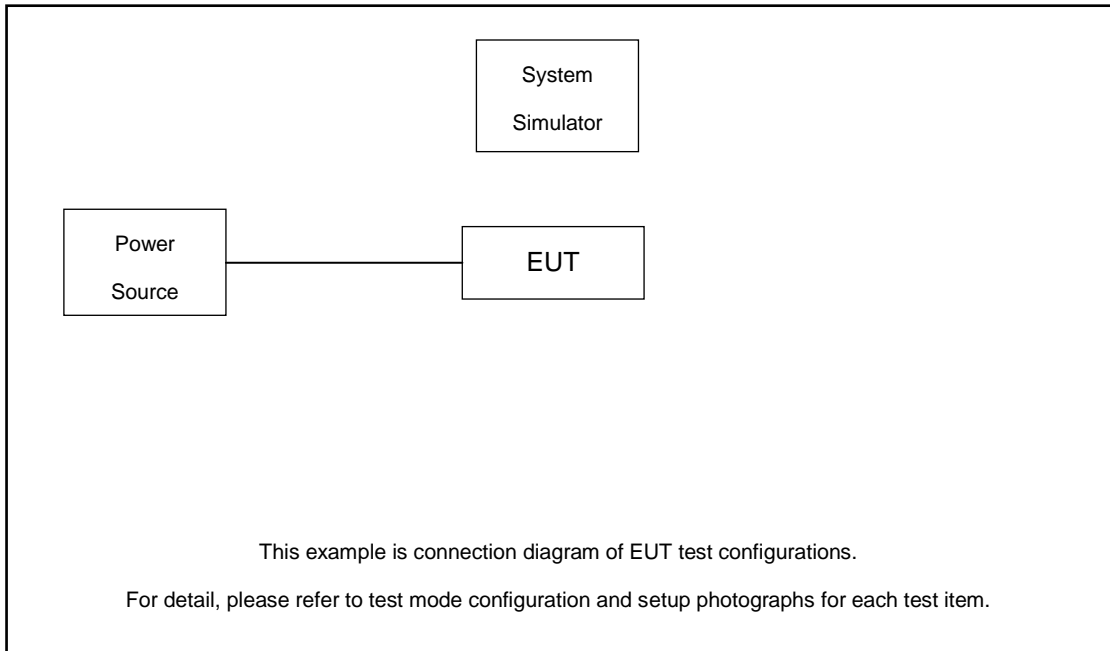 System
Simulator
Power
Source
EUT
This example is connection diagram of EUT test configurations.
For detail, please refer to test mode configuration and setup photographs for each test item.